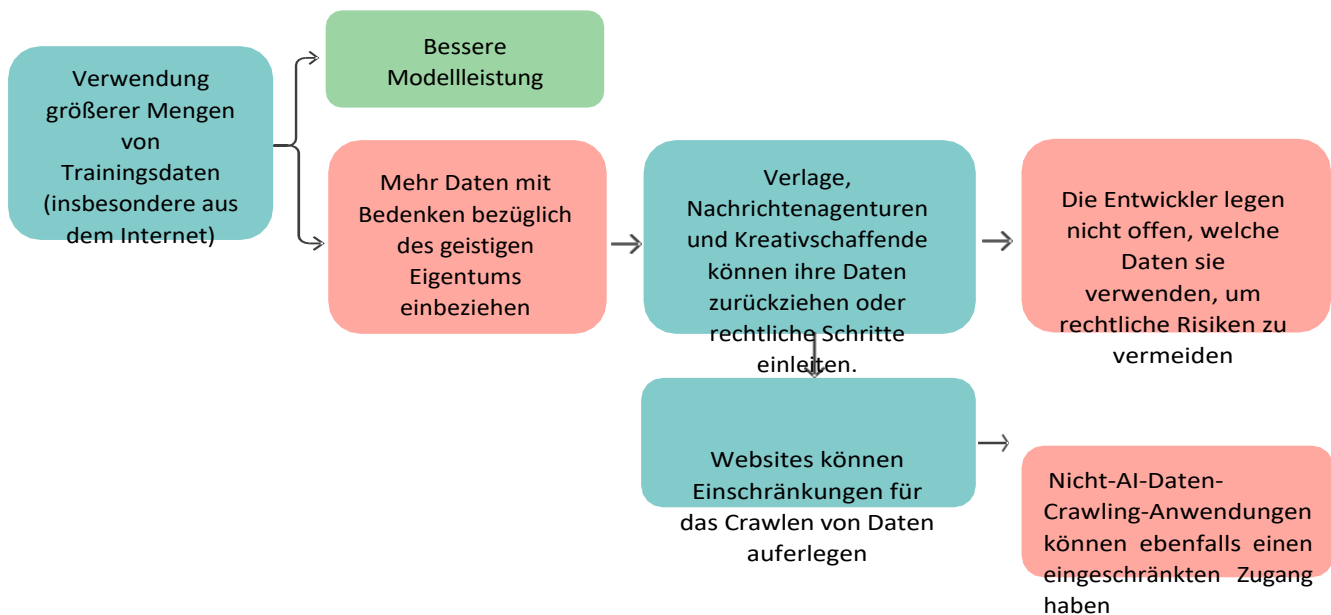 Verwendung
größerer Mengen
von
Trainingsdaten
(insbesondere aus
dem Internet)
Bessere
Modellleistung
Mehr Daten mit
Bedenken bezüglich
des geistigen
Eigentums
einbeziehen
Verlage,
Nachrichtenagenturen
und Kreativschaffende
können ihre Daten
zurückziehen oder
rechtliche Schritte
einleiten.
Die Entwickler legen
nicht offen, welche
Daten sie
verwenden, um
rechtliche Risiken zu
vermeiden
Websites können
Einschränkungen für
das Crawlen von Daten
auferlegen
Nicht-AI-Daten-
Crawling-Anwendungen
können ebenfalls einen
eingeschränkten Zugang
haben